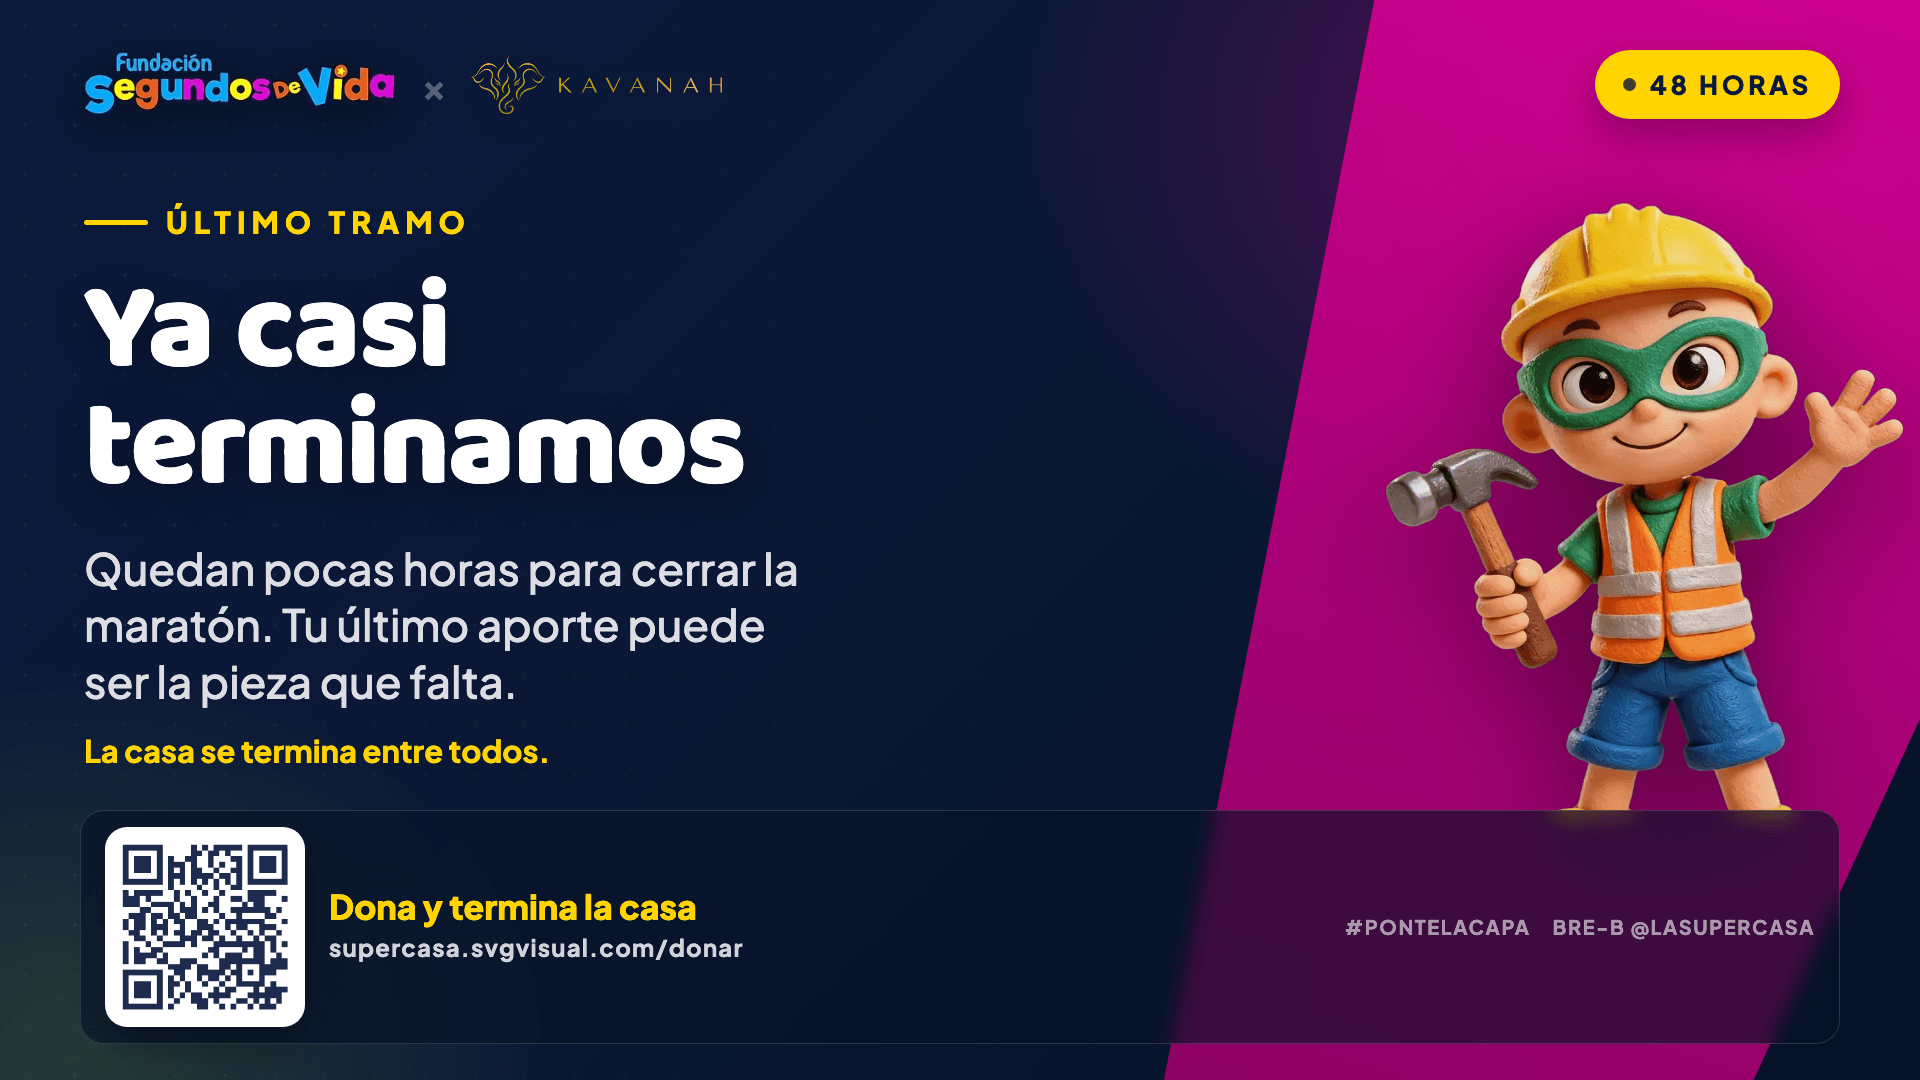 Fundación
Segundos de Vida × KAVANAH
48 HORAS
ÚLTIMO TRAMO
Ya casi
terminamos
Quedan pocas horas para cerrar la
maratón. Tu último aporte puede
ser la pieza que falta.
La casa se termina entre todos.
Dona y termina la casa
supercasa.svgvisual.com/donar
#PONTELACAPA BRE-B @LASUPERCASA